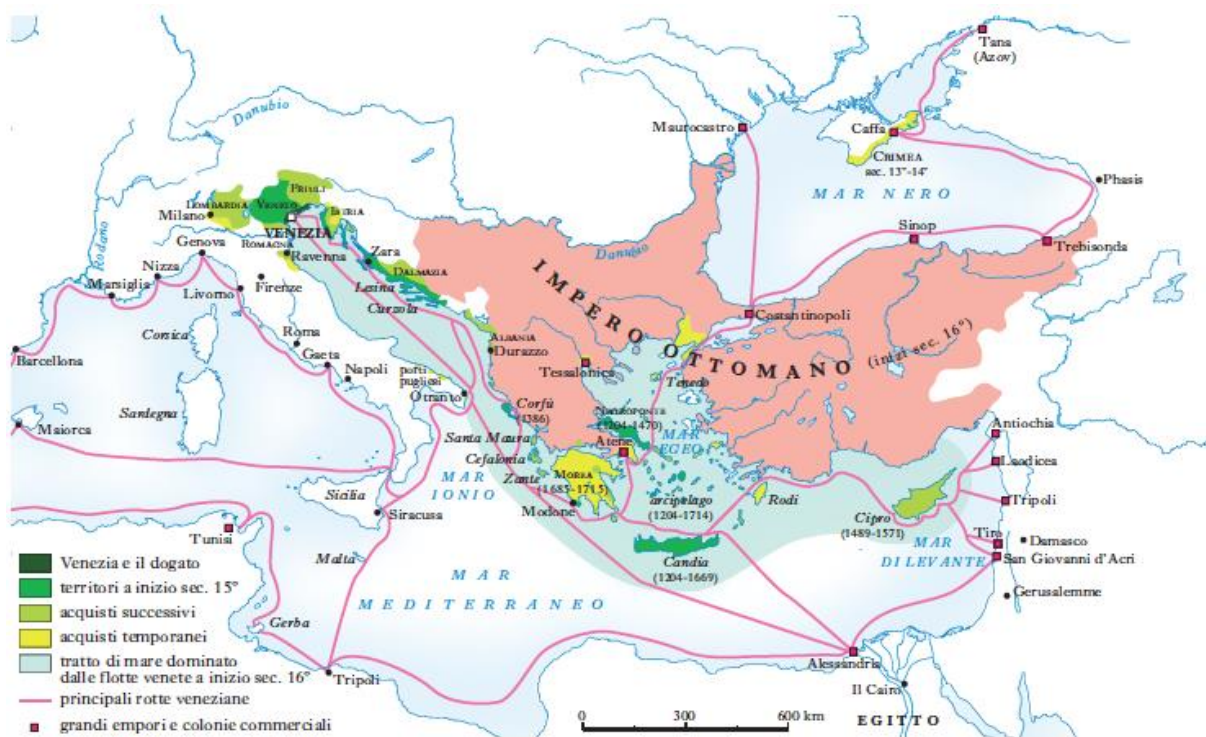 Tana
(Azov)
Danubio
Maurocastro
Caffa
CRIMEA
sec. 13°-14°
Phasis
MAR NERO
FRIULI
LOMBARDIA
VENETO
ISTRIA
Milano
VENEZIA
Rodano
Genova
ROMAGNA
Ravenna
Zara
Danubio
Sinop
Trebisonda
Nizza
DALMAZIA
Marsiglia
Livorno
Firenze
Lesina
Curzola
IMPERO OTTOMANO
(inizi sec. 16°)
Costantinopoli
Corsica
Roma
ALBANIA
Durazzo
Barcellona
Gaeta
Napoli
porti
pugliesi
Tessalonica
Otranto
Tenedo
Sardegna
Corfù
(1386)
NEGROPONTE
(1204-1470)
Maiorca
Santa Maura
Atene
MAR
EGEO
Antiochia
Cefalonia
MAR
IONIO
Zante
MOREA
(1685-1715)
Laodicea
Sicilia
arcipelago
(1204-1714)
Rodi
Siracusa
Modone
Cipro
(1489-1571)
Tripoli
Tunisi
Tiro
Damasco
Malta
Candia
(1204-1669)
MAR
DI LEVANTE
San Giovanni d'Acri
MAR
MEDITERRANEO
Gerusalemme
Gerba
Tripoli
Alessandria
Il Cairo
EGITTO
Venezia e il dogato
territori a inizio sec. 15°
acquisti successivi
acquisti temporanei
tratto di mare dominato
dalle flotte venete a inizio sec. 16°
principali rotte veneziane
grandi empori e colonie commerciali
0 300 600 km